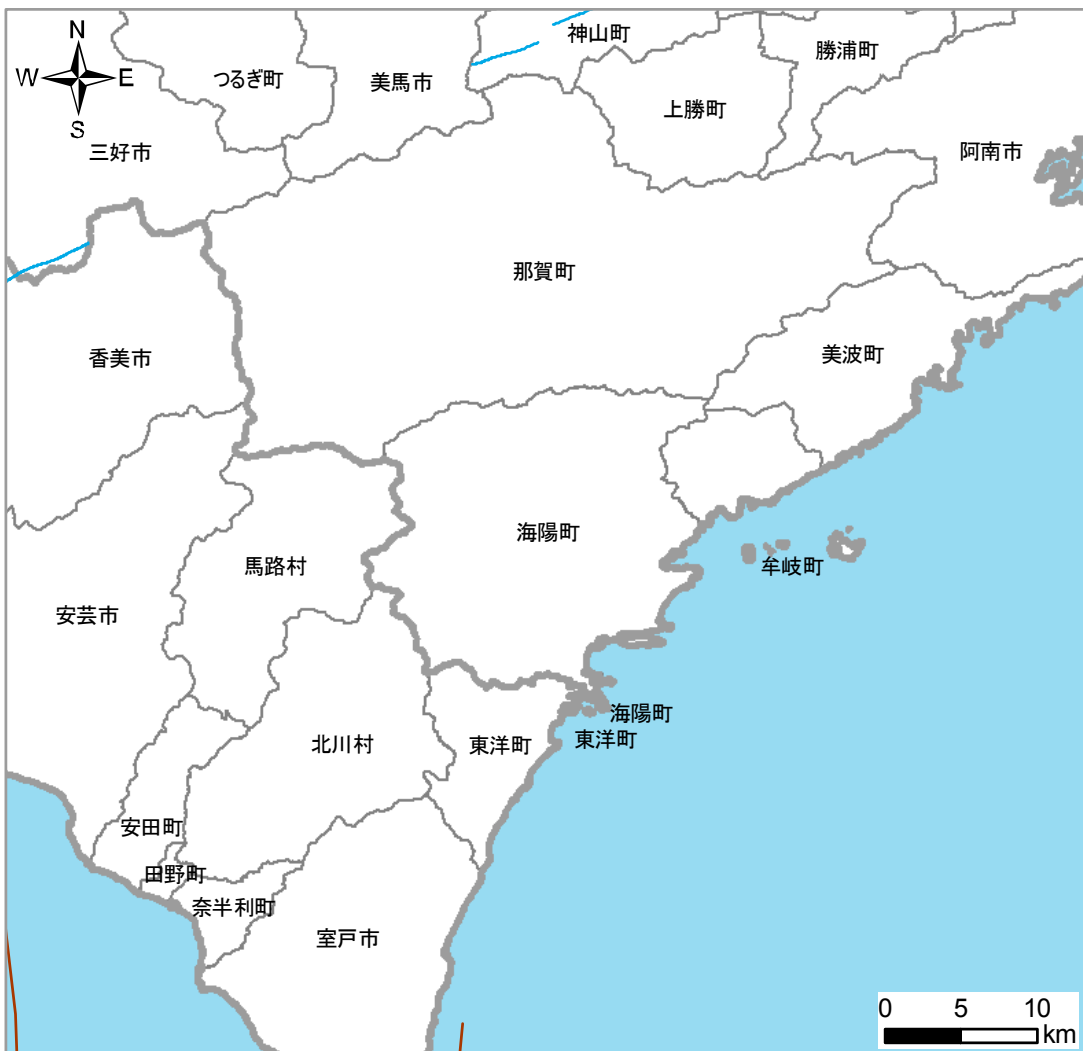 N
W
E
S
神山町
勝浦町
つるぎ町
美馬市
上勝町
三好市
阿南市
那賀町
香美市
美波町
海陽町
馬路村
牟岐町
安芸市
海陽町
北川村
東洋町
東洋町
安田町
田野町
奈半利町
室戸市
0 5 10
km